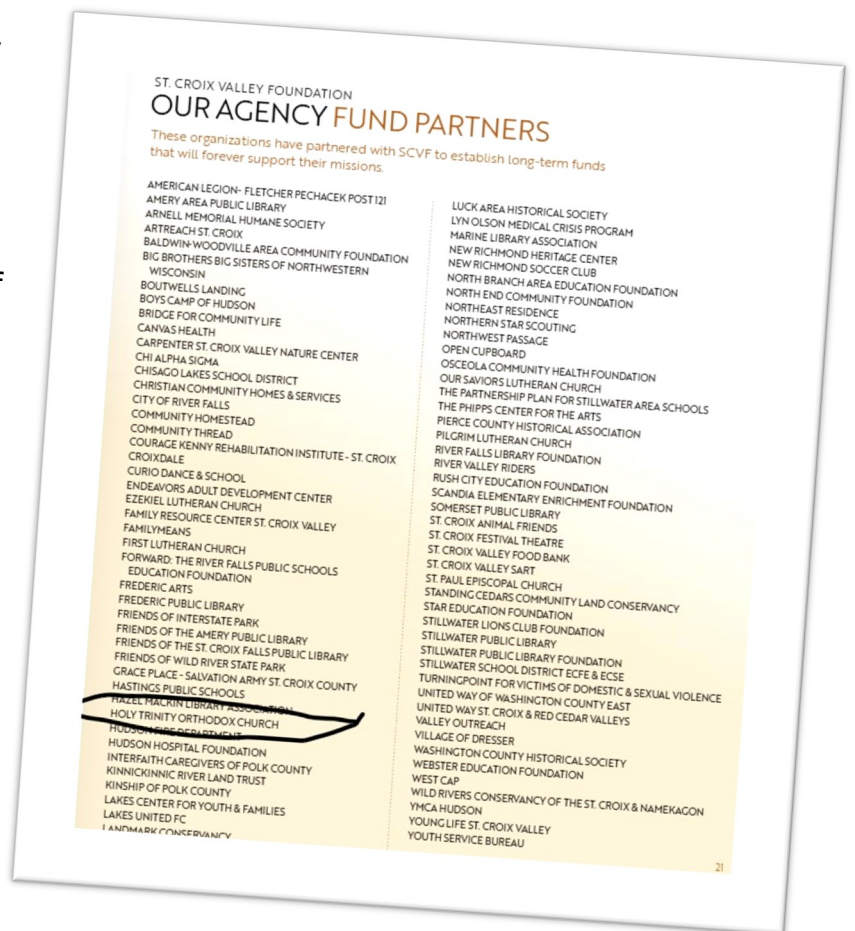 ST. CROIX VALLEY FOUNDATION
OUR AGENCY FUND PARTNERS
These organizations have partnered with SCVF to establish long-term funds
that will forever support their missions.
AMERICAN LEGION- FLETCHER PECHACEK POST 121
AMERY AREA PUBLIC LIBRARY
ARNELL MEMORIAL HUMANE SOCIETY
ARTREACH ST. CROIX
BALDWIN-WOODVILLE AREA COMMUNITY FOUNDATION
BIG BROTHERS BIG SISTERS OF NORTHWESTERN
WISCONSIN
BOUTWELLS LANDING
BOYS CAMP OF HUDSON
BRIDGE FOR COMMUNITY LIFE
CANVAS HEALTH
CARPENTER ST. CROIX VALLEY NATURE CENTER
CHI ALPHA SIGMA
CHISAGO LAKES SCHOOL DISTRICT
CHRISTIAN COMMUNITY HOMES & SERVICES
CITY OF RIVER FALLS
COMMUNITY HOMESTEAD
COMMUNITY THREAD
COURAGE KENNY REHABILITATION INSTITUTE - ST. CROIX
CROIXDALE
CURIO DANCE & SCHOOL
ENDEAVORS ADULT DEVELOPMENT CENTER
EZEKIEL LUTHERAN CHURCH
FAMILY RESOURCE CENTER ST. CROIX VALLEY
FAMILYMEANS
FIRST LUTHERAN CHURCH
FORWARD: THE RIVER FALLS PUBLIC SCHOOLS
EDUCATION FOUNDATION
FREDERIC ARTS
FREDERIC PUBLIC LIBRARY
FRIENDS OF INTERSTATE PARK
FRIENDS OF THE AMERY PUBLIC LIBRARY
FRIENDS OF THE ST. CROIX FALLS PUBLIC LIBRARY
FRIENDS OF WILD RIVER STATE PARK
GRACE PLACE - SALVATION ARMY ST. CROIX COUNTY
HASTINGS PUBLIC SCHOOLS
HAZEL MACKIN LIBRARY ASSOCIATION
HOLY TRINITY ORTHODOX CHURCH
HUDSON FIRE DEPARTMENT
HUDSON HOSPITAL FOUNDATION
INTERFAITH CAREGIVERS OF POLK COUNTY
KINNICKINNIC RIVER LAND TRUST
KINSHIP OF POLK COUNTY
LAKES CENTER FOR YOUTH & FAMILIES
LAKES UNITED FC
LANDMARK CONSERVANCY
LUCK AREA HISTORICAL SOCIETY
LYN OLSON MEDICAL CRISIS PROGRAM
MARINE LIBRARY ASSOCIATION
NEW RICHMOND HERITAGE CENTER
NEW RICHMOND SOCCER CLUB
NORTH BRANCH AREA EDUCATION FOUNDATION
NORTH END COMMUNITY FOUNDATION
NORTHEAST RESIDENCE
NORTHERN STAR SCOUTING
NORTHWEST PASSAGE
OPEN CUPBOARD
OSCEOLA COMMUNITY HEALTH FOUNDATION
OUR SAVIORS LUTHERAN CHURCH
THE PARTNERSHIP PLAN FOR STILLWATER AREA SCHOOLS
THE PHIPPS CENTER FOR THE ARTS
PIERCE COUNTY HISTORICAL ASSOCIATION
PILGRIM LUTHERAN CHURCH
RIVER FALLS LIBRARY FOUNDATION
RIVER VALLEY RIDERS
RUSH CITY EDUCATION FOUNDATION
SCANDIA ELEMENTARY ENRICHMENT FOUNDATION
SOMERSET PUBLIC LIBRARY
ST. CROIX ANIMAL FRIENDS
ST. CROIX FESTIVAL THEATRE
ST. CROIX VALLEY FOOD BANK
ST. CROIX VALLEY SART
ST. PAUL EPISCOPAL CHURCH
STANDING CEDARS COMMUNITY LAND CONSERVANCY
STAR EDUCATION FOUNDATION
STILLWATER LIONS CLUB FOUNDATION
STILLWATER PUBLIC LIBRARY
STILLWATER PUBLIC LIBRARY FOUNDATION
STILLWATER SCHOOL DISTRICT ECFE & ECSE
TURNINGPOINT FOR VICTIMS OF DOMESTIC & SEXUAL VIOLENCE
UNITED WAY OF WASHINGTON COUNTY EAST
UNITED WAY ST. CROIX & RED CEDAR VALLEYS
VALLEY OUTREACH
VILLAGE OF DRESSER
WASHINGTON COUNTY HISTORICAL SOCIETY
WEBSTER EDUCATION FOUNDATION
WEST CAP
WILD RIVERS CONSERVANCY OF THE ST. CROIX & NAMEKAGON
YMCA HUDSON
YOUNG LIFE ST. CROIX VALLEY
YOUTH SERVICE BUREAU
21